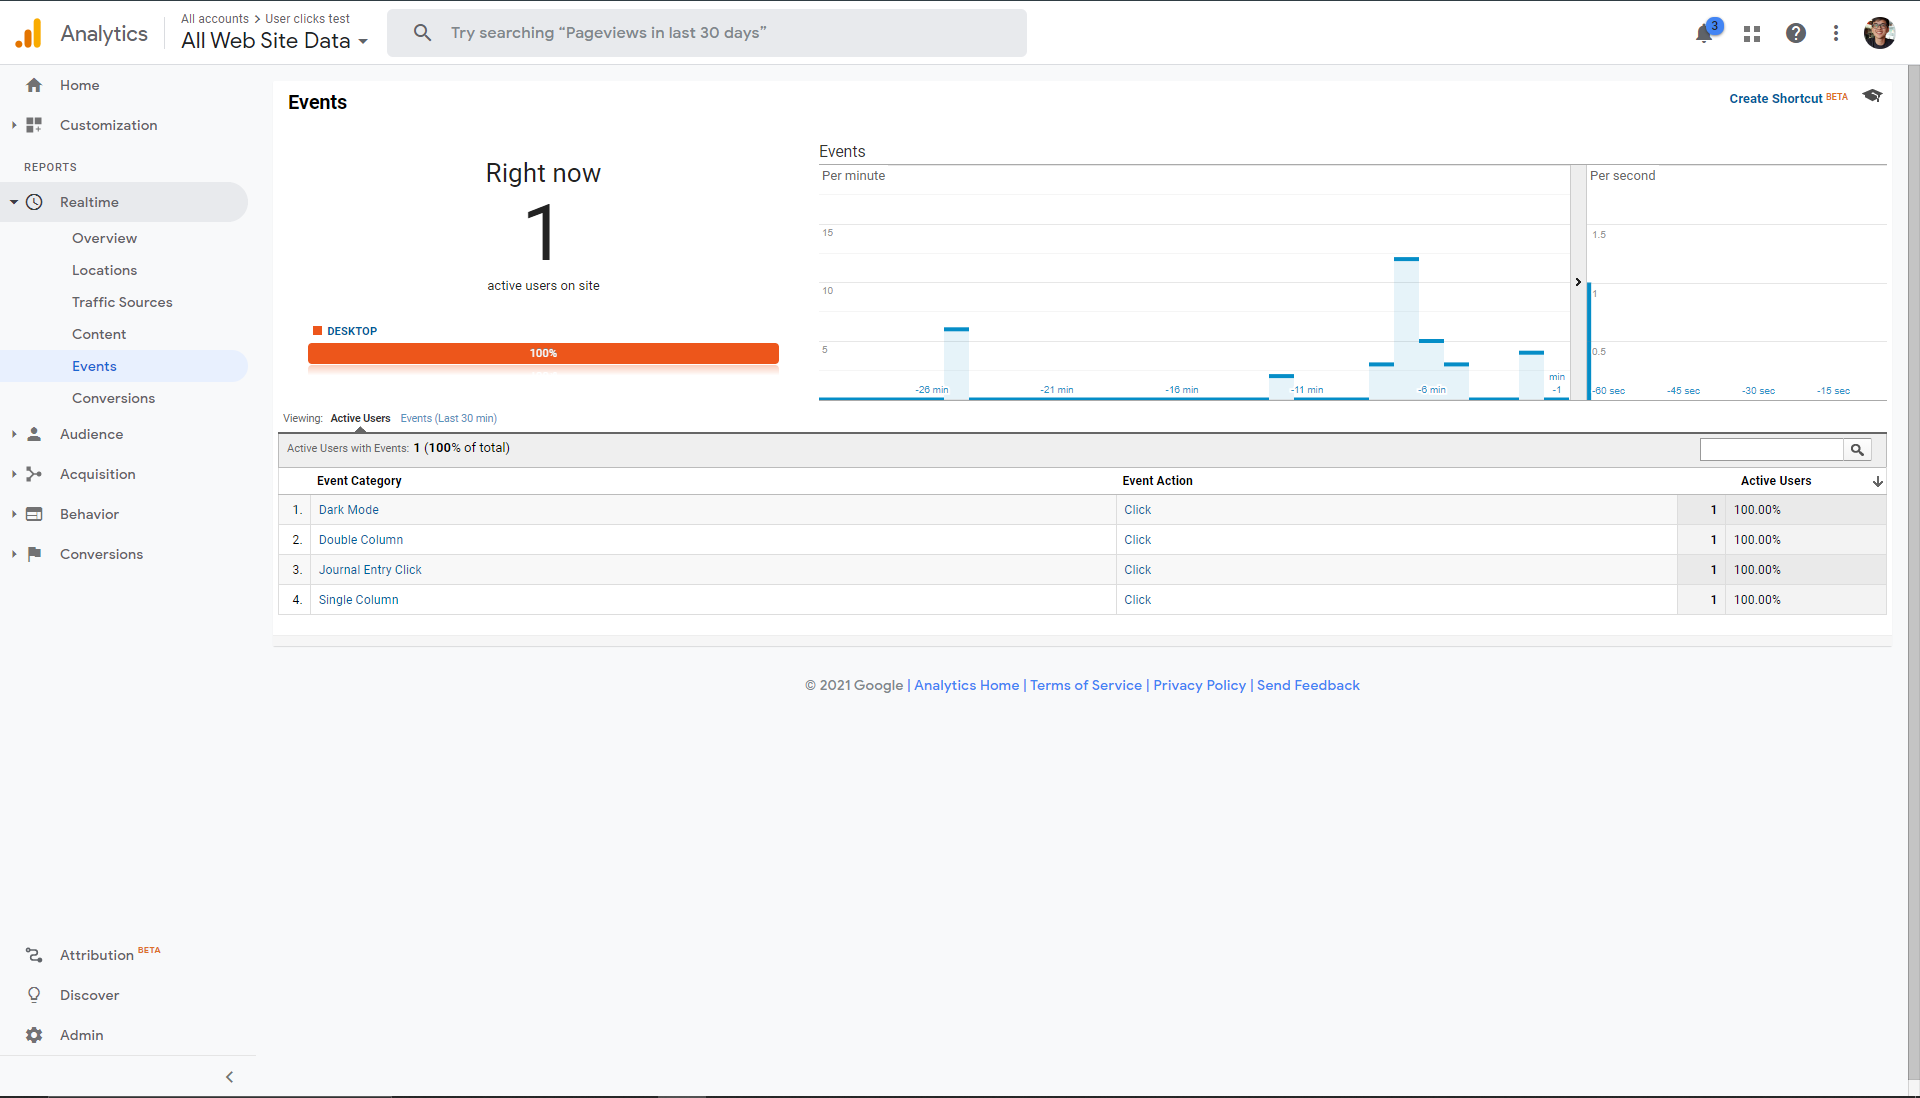 Analytics
All accounts > User clicks test
All Web Site Data
Try searching “Pageviews in last 30 days”
3
Home
Customization
REPORTS
Realtime
Overview
Locations
Traffic Sources
Content
Events
Conversions
Audience
Acquisition
Behavior
Conversions
Attribution BETA
Discover
Admin
Events
Create Shortcut BETA
Right now
1
active users on site
DESKTOP
100%
Events
Per minute
15
10
5
-26 min
-21 min
-16 min
-11 min
-6 min
min
-1
Per second
1.5
1
0.5
-60 sec
-45 sec
-30 sec
-15 sec
Viewing: Active Users Events (Last 30 min)
Active Users with Events: 1 (100% of total)
Event Category Event Action Active Users
1. Dark Mode Click 1 100.00%
2. Double Column Click 1 100.00%
3. Journal Entry Click Click 1 100.00%
4. Single Column Click 1 100.00%
© 2021 Google | Analytics Home | Terms of Service | Privacy Policy | Send Feedback